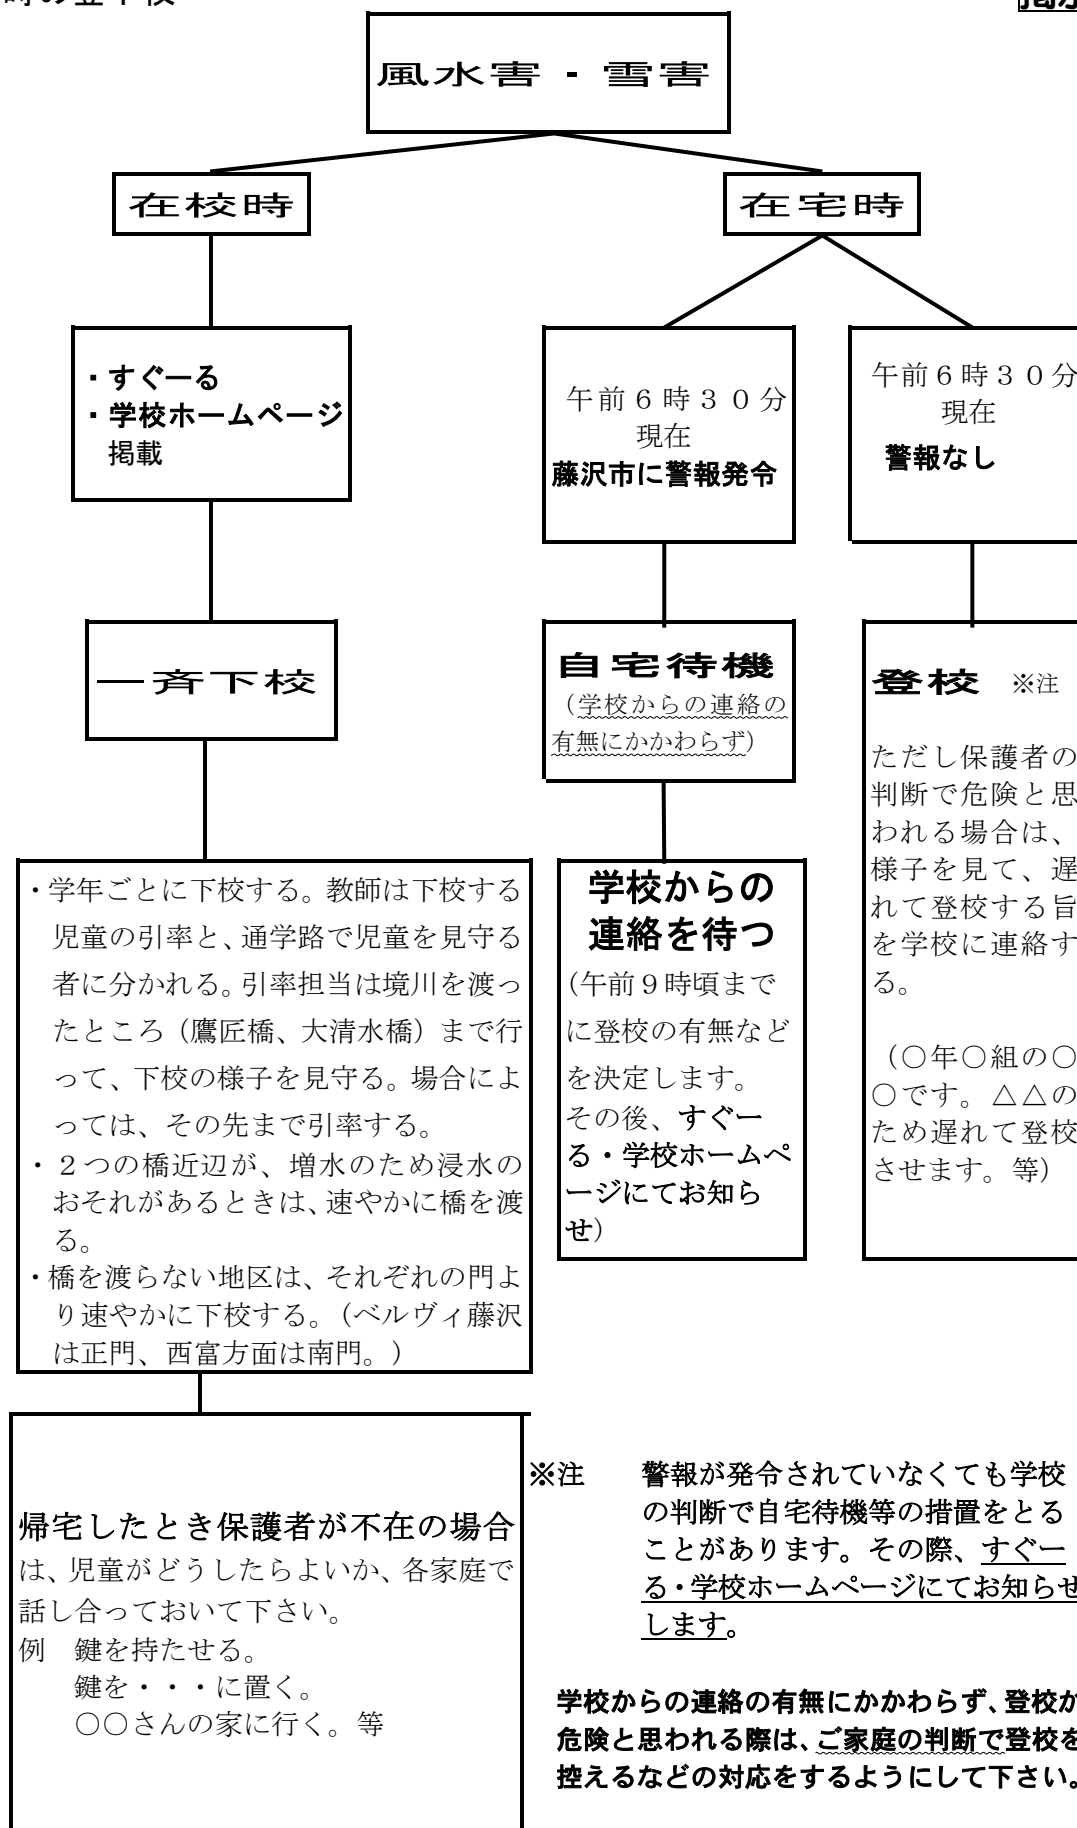 時の登下校
風水害・雪害
在校時
在宅時
・すぐーる
・学校ホームページ
掲載
午前６時３０分
現在
藤沢市に警報発令
午前６時３０分
現在
警報なし
一斉下校
自宅待機
（学校からの連絡の
有無にかかわらず）
登校　※注
ただし保護者の
判断で危険と思
われる場合は、
様子を見て、遅
れて登校する旨
を学校に連絡す
る。
（○年○組の○
○です。△△の
ため遅れて登校
させます。等）
・学年ごとに下校する。教師は下校する
児童の引率と、通学路で児童を見守る
者に分かれる。引率担当は境川を渡っ
たところ（鷹匠橋、大清水橋）まで行
って、下校の様子を見守る。場合によ
っては、その先まで引率する。
・２つの橋近辺が、増水のため浸水の
おそれがあるときは、速やかに橋を渡
る。
・橋を渡らない地区は、それぞれの門よ
り速やかに下校する。（ベルヴィ藤沢
は正門、西富方面は南門。）
学校からの
連絡を待つ
（午前９時頃まで
に登校の有無など
を決定します。
その後、すぐー
る・学校ホームペ
ージにてお知ら
せ）
帰宅したとき保護者が不在の場合
は、児童がどうしたらよいか、各家庭で
話し合っておいて下さい。
例　鍵を持たせる。
鍵を・・・に置く。
○○さんの家に行く。等
※注　警報が発令されていなくても学校
の判断で自宅待機等の措置をとる
ことがあります。その際、すぐー
る・学校ホームページにてお知らせ
します。
学校からの連絡の有無にかかわらず、登校が
危険と思われる際は、ご家庭の判断で登校を
控えるなどの対応をするようにして下さい。